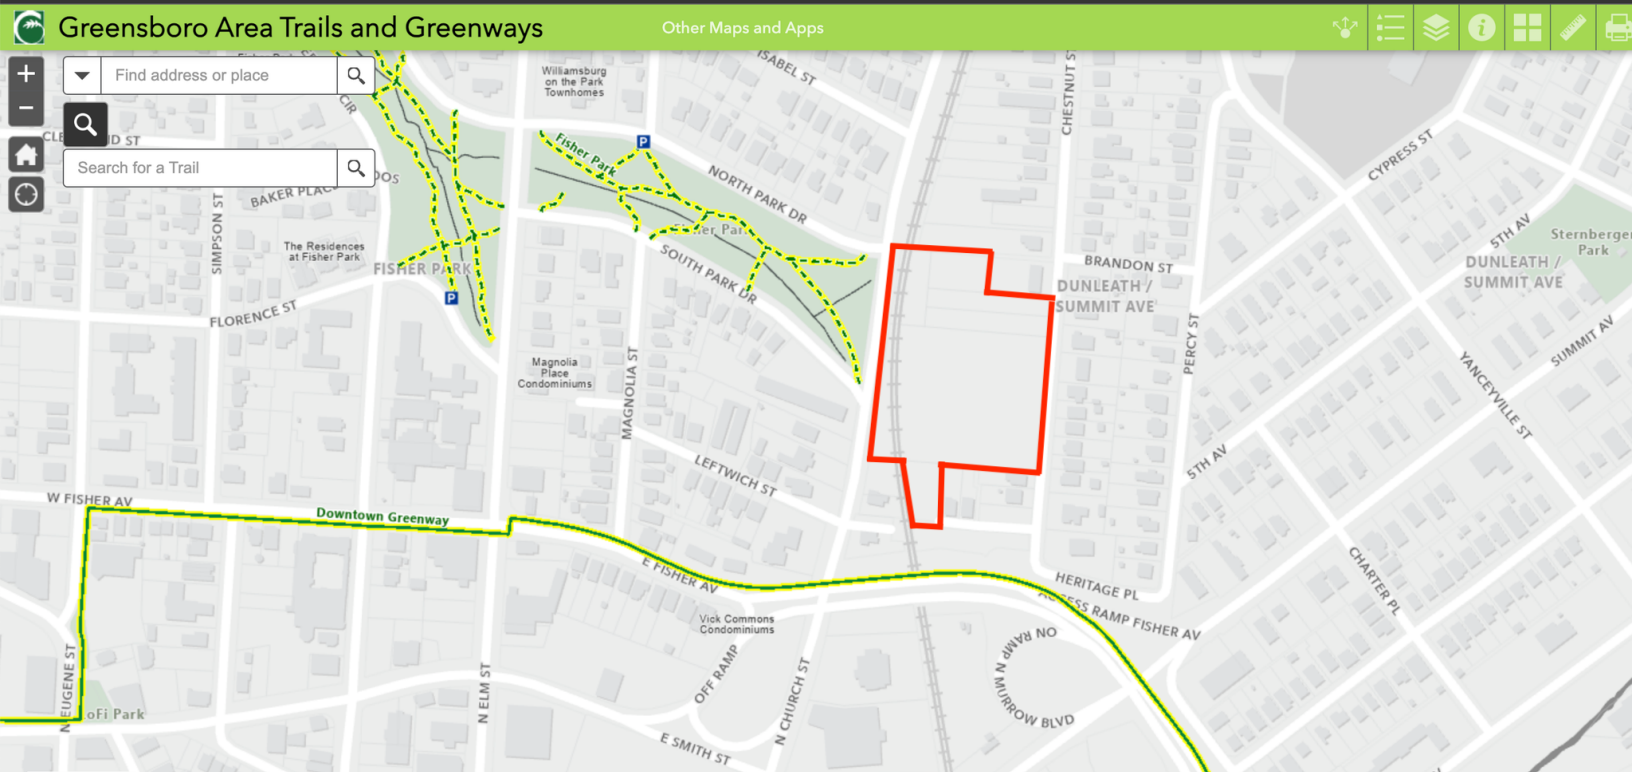 Greensboro Area Trails and Greenways
Other Maps and Apps
Find address or place
Search for a Trail
ISABEL ST
Williamsburg
on the Park
Townhomes
CHESTNUT S
CIR
ND ST
Fisher Park
P
CYPRESS ST
BAKER PLAC
NORTH PARK DR
SIMPSON ST
The Residences
at Fisher Park
FISHER PARK
P
5TH AV
Sternberger
Park
SOUTH PARK DR
BRANDON ST
DUNLEATH /
SUMMIT AVE
DUNLEATH /
SUMMIT AVE
FLORENCE ST
PERCY ST
SUMMIT AV
Magnolia
Place
Condominiums
MAGNOLIA ST
YANCEYVILLE ST
LEFTWICH ST
5TH AV
W FISHER AV
Downtown Greenway
E FISHER AV
HERITAGE PL
ACCESS RAMP FISHER AV
CHARTER PL
Vick Commons
Condominiums
ON RAMP N MURROW BLVD
OFF RAMP
N EUGENE ST
N ELM ST
N CHURCH ST
oFi Park
E SMITH ST